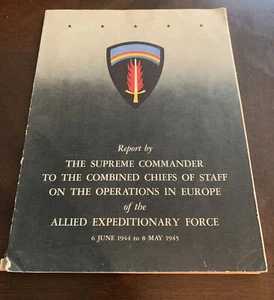 Report by
THE SUPREME COMMANDER
TO THE COMBINED CHIEFS OF STAFF
ON THE OPERATIONS IN EUROPE
of the
ALLIED EXPEDITIONARY FORCE
6 JUNE 1944 to 8 MAY 1945